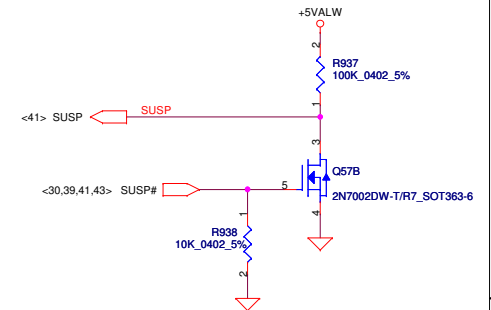 +5VALW
2
R937
100K_0402_5%
1
<41> SUSP
SUSP
3
Q57B
<30,39,41,43> SUSP#
5
2N7002DW-T/R7_SOT363-6
4
1
R938
10K_0402_5%
2